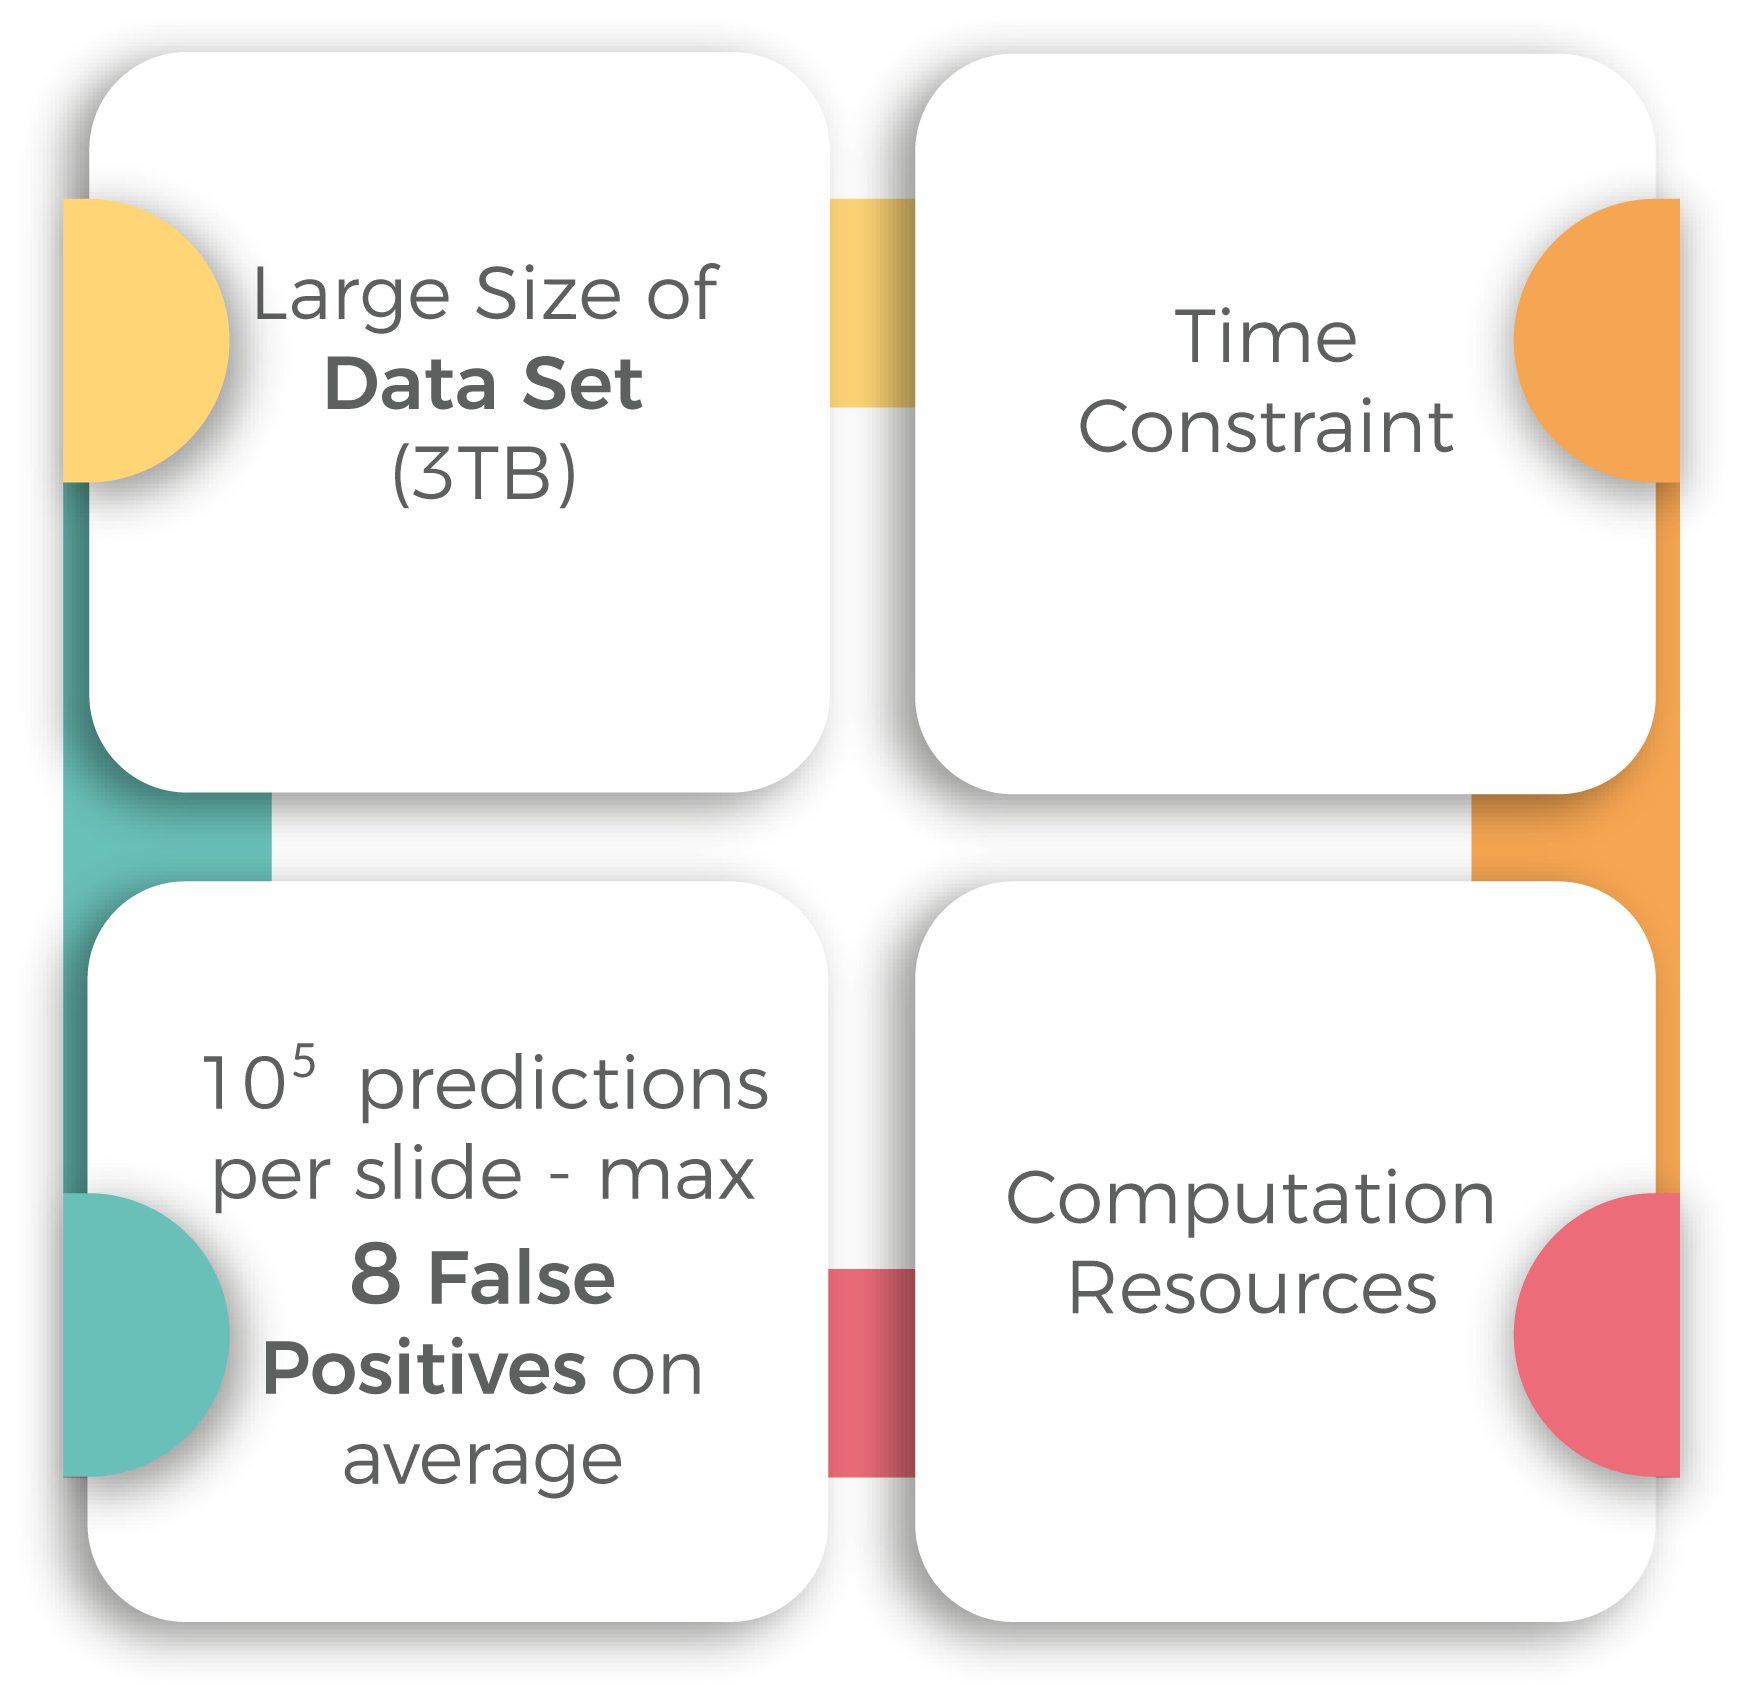 Large Size of
Data Set
(3TB)
Time
Constraint
10⁵ predictions
per slide - max
8 False
Positives on
average
Computation
Resources